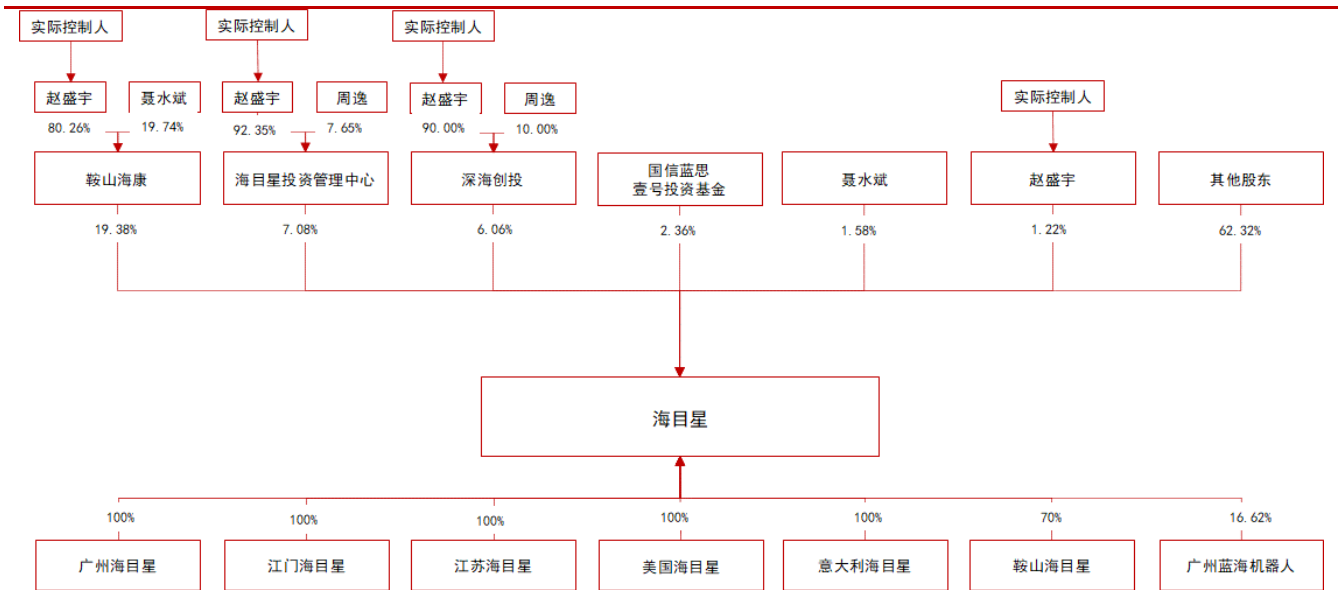 实际控制人
实际控制人
实际控制人
赵盛宇
聂水斌
赵盛宇
周逸
赵盛宇
周逸
实际控制人
80.26%
19.74%
92.35%
7.65%
90.00%
10.00%
鞍山海康
海目星投资管理中心
深海创投
国信蓝思
壹号投资基金
聂水斌
赵盛宇
其他股东
19.38%
7.08%
6.06%
2.36%
1.58%
1.22%
62.32%
海目星
100%
100%
100%
100%
100%
70%
16.62%
广州海目星
江门海目星
江苏海目星
美国海目星
意大利海目星
鞍山海目星
广州蓝海机器人